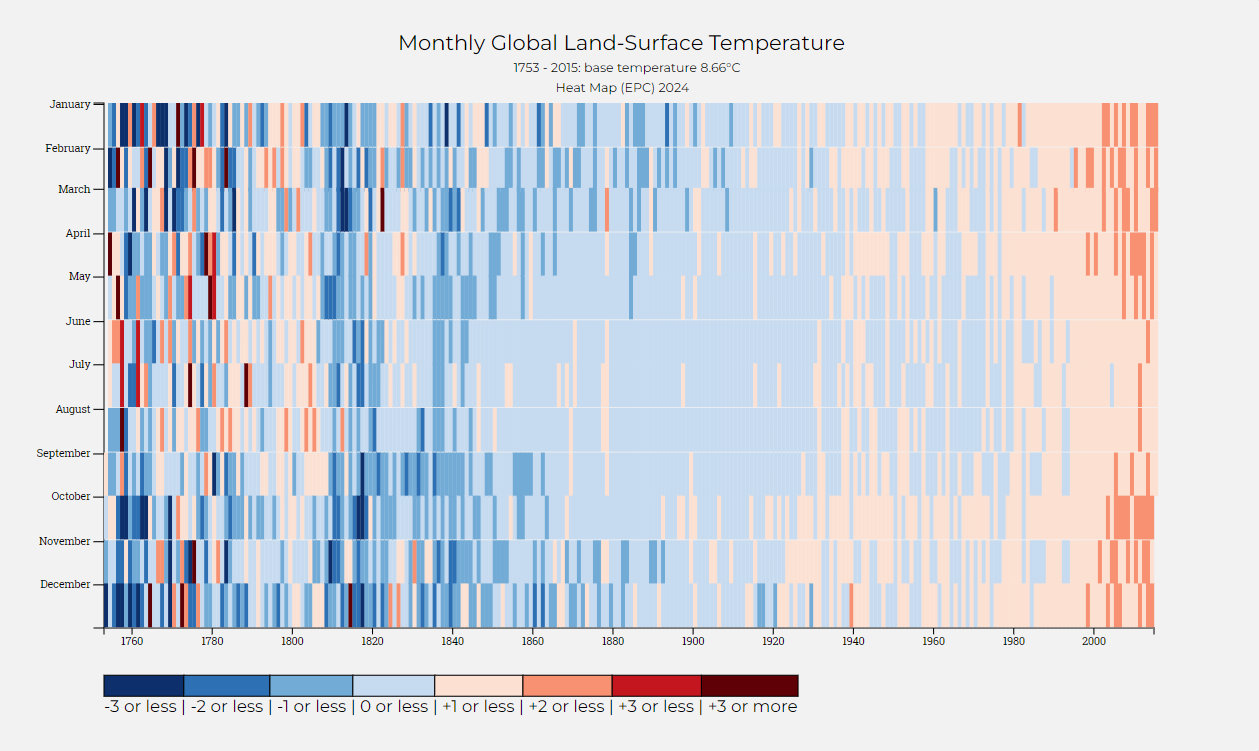 Monthly Global Land-Surface Temperature
1753 - 2015: base temperature 8.66°C
Heat Map (EPC) 2024
January
February
March
April
May
June
July
August
September
October
November
December
1760 1780 1800 1820 1840 1860 1880 1900 1920 1940 1960 1980 2000
-3 or less | -2 or less | -1 or less | 0 or less | +1 or less | +2 or less | +3 or less | +3 or more